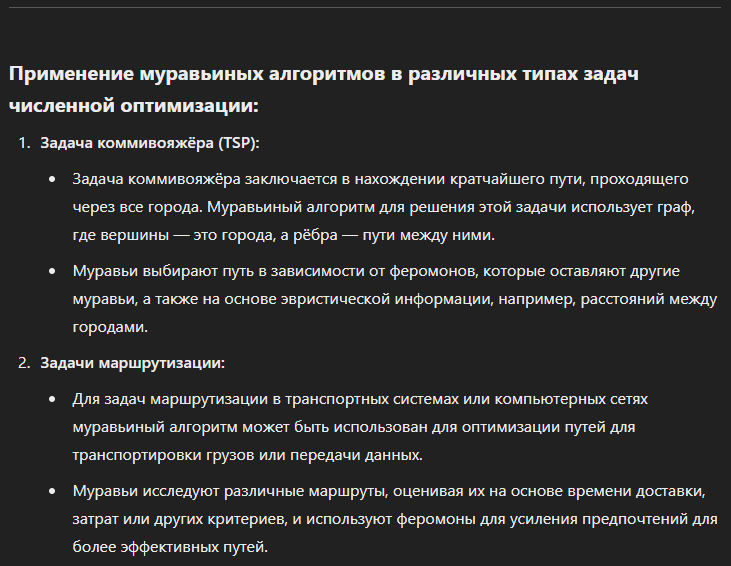 Применение муравьиных алгоритмов в различных типах задач
численной оптимизации:
1. Задача коммивояжёра (TSP):
• Задача коммивояжёра заключается в нахождении кратчайшего пути, проходящего
через все города. Муравьиный алгоритм для решения этой задачи использует граф,
где вершины — это города, а рёбра — пути между ними.
• Муравьи выбирают путь в зависимости от феромонов, которые оставляют другие
муравьи, а также на основе эвристической информации, например, расстояний между
городами.
2. Задачи маршрутизации:
• Для задач маршрутизации в транспортных системах или компьютерных сетях
муравьиный алгоритм может быть использован для оптимизации путей для
транспортировки грузов или передачи данных.
• Муравьи исследуют различные маршруты, оценивая их на основе времени доставки,
затрат или других критериев, и используют феромоны для усиления предпочтений для
более эффективных путей.